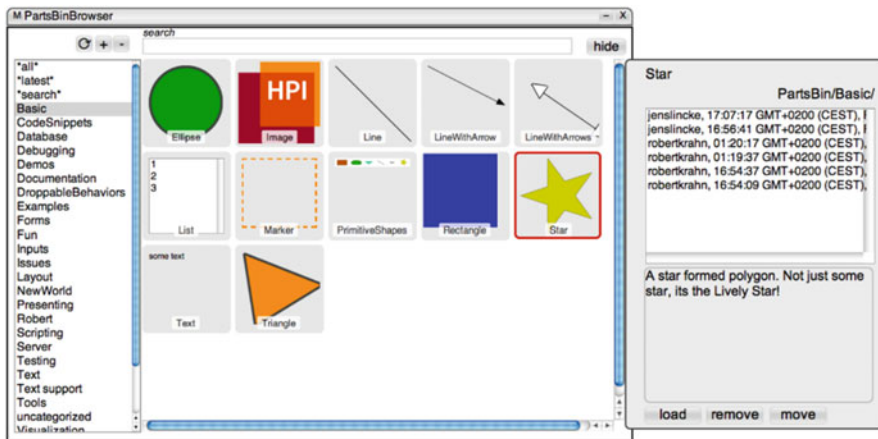 M PartsBinBrowser
– X
search
+ -
hide
*all*
*latest*
*search*
Basic
CodeSnippets
Database
Debugging
Demos
Documentation
DroppableBehaviors
Examples
Forms
Fun
Inputs
Issues
Layout
NewWorld
Presenting
Robert
Scripting
Server
Testing
Text
Text support
Tools
uncategorized
Visualization
Ellipse
HPI
Image
Line
LineWithArrow
LineWithArrows
1
2
3
List
Marker
PrimitiveShapes
Rectangle
Star
some text
Text
Triangle
Star
PartsBin/Basic/
jenslincke, 17:07:17 GMT+0200 (CEST),
jenslincke, 16:56:41 GMT+0200 (CEST),
robertkrahn, 01:20:17 GMT+0200 (CEST),
robertkrahn, 01:19:37 GMT+0200 (CEST),
robertkrahn, 16:54:37 GMT+0200 (CEST),
robertkrahn, 16:54:09 GMT+0200 (CEST),
A star formed polygon. Not just some
star, its the Lively Star!
load remove move